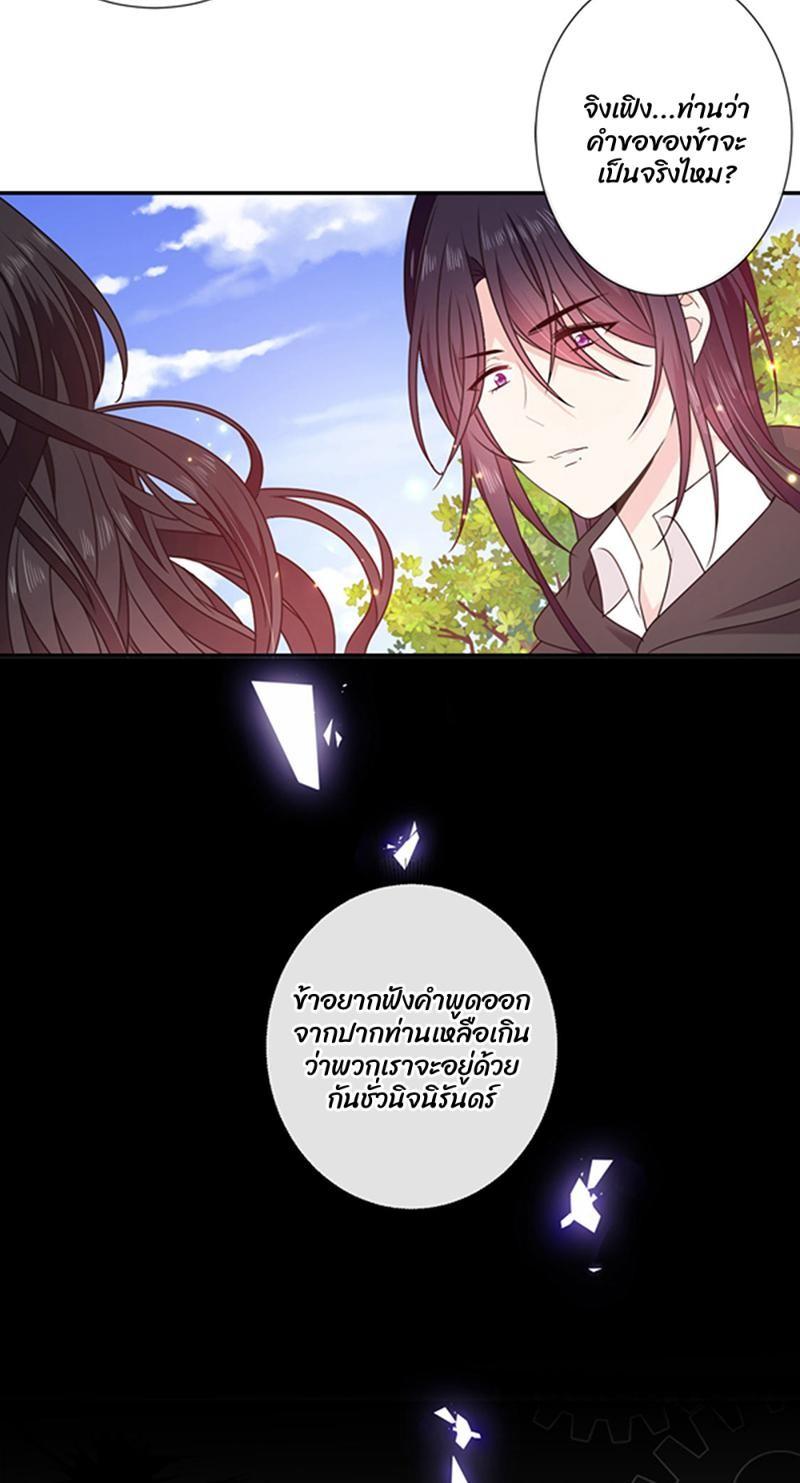 จิงเฟิง...ท่านว่า
คำขอของข้าจะ
เป็นจริงไหม?
ข้าอยากฟังคำพูดออก
จากปากท่านเหลือเกิน
ว่าพวกเราจะอยู่ด้วย
กันชั่วนิจนิรันดร์